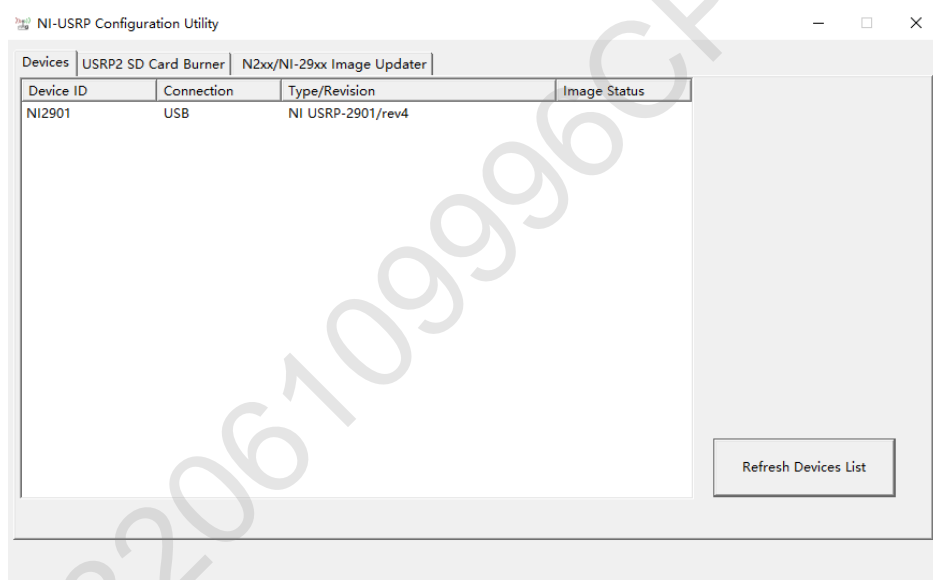 NI-USRP Configuration Utility
Devices USRP2 SD Card Burner N2xx/NI-29xx Image Updater
Device ID Connection Type/Revision Image Status
NI2901 USB NI USRP-2901/rev4
Refresh Devices List